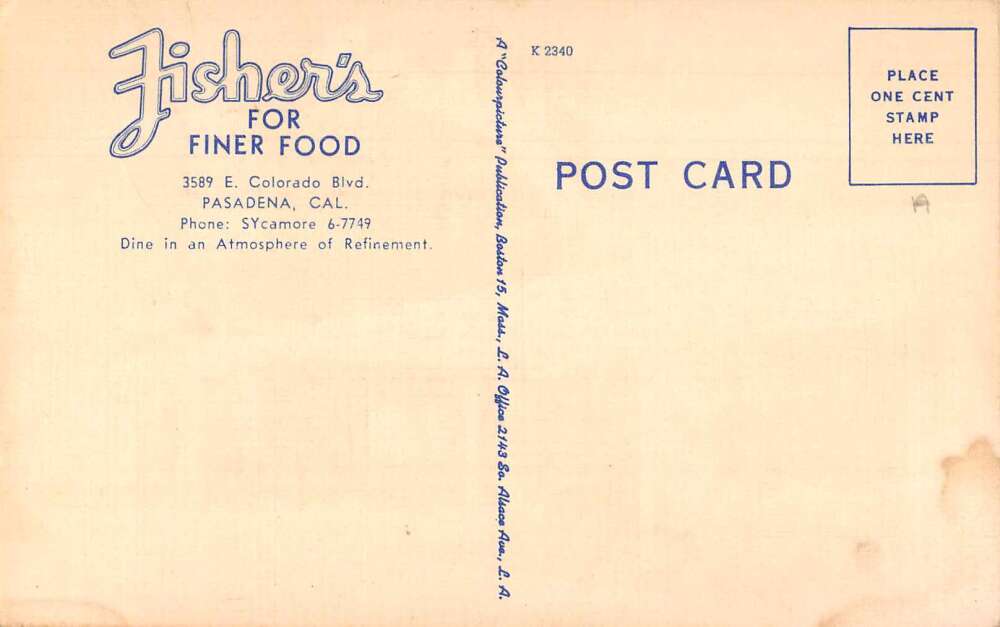 Fisher's
FOR
FINER FOOD
3589 E. Colorado Blvd.
PASADENA, CAL.
Phone: SYcamore 6-7749
Dine in an Atmosphere of Refinement.
A "Colourpicture" Publication, Boston 15, Mass., L. A. Office 2143 So. Alsace Ave., L. A.
K 2340
POST CARD
PLACE
ONE CENT
STAMP
HERE